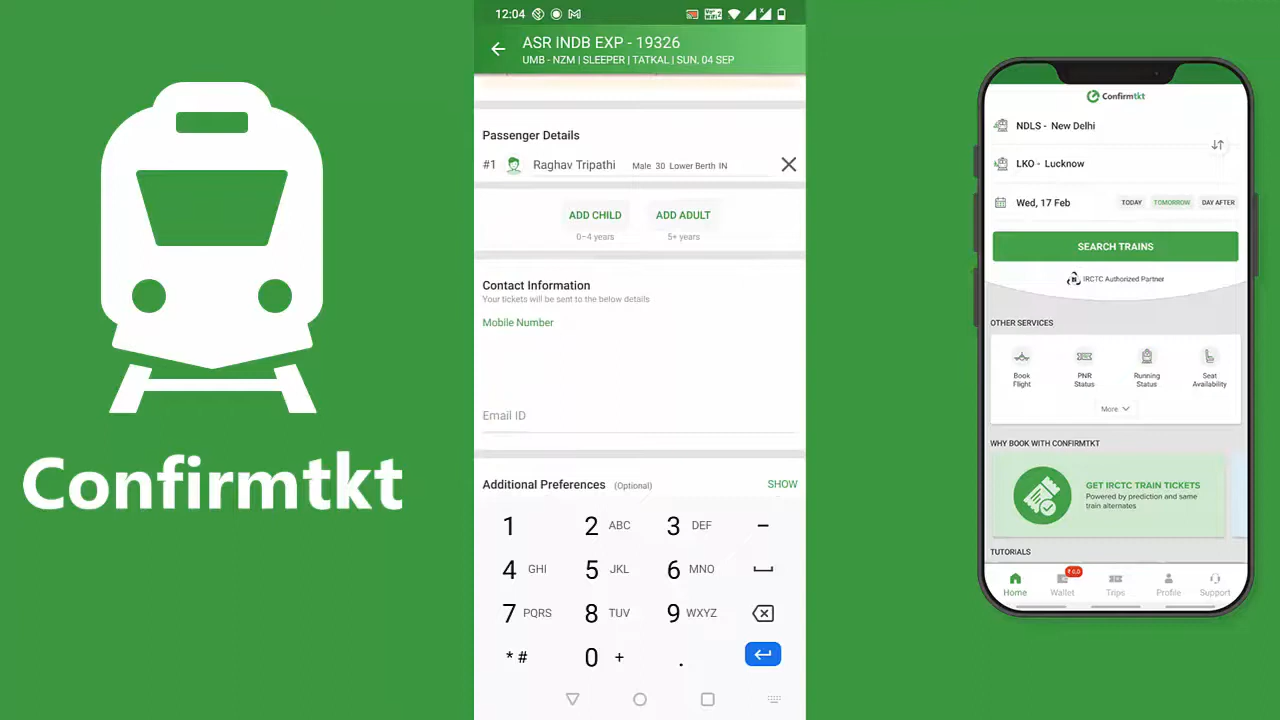 Confirmtkt
12:04
ASR INDB EXP - 19326
UMB - NZM | SLEEPER | TATKAL | SUN, 04 SEP
Passenger Details
#1 Raghav Tripathi Male 30 Lower Berth IN
ADD CHILD ADD ADULT
0-4 years 5+ years
Contact Information
Your tickets will be sent to the below details
Mobile Number
Email ID
Additional Preferences (Optional) SHOW
1 2 ABC 3 DEF -
4 GHI 5 JKL 6 MNO
7 PQRS 8 TUV 9 WXYZ
* # 0 + .
Confirmtkt
NDLS - New Delhi
LKO - Lucknow
Wed, 17 Feb TODAY TOMORROW DAY AFTER
SEARCH TRAINS
IRCTC Authorized Partner
OTHER SERVICES
Book PNR Running Seat
Flight Status Status Availability
More
WHY BOOK WITH CONFIRMTKT
GET IRCTC TRAIN TICKETS
Powered by prediction and same
train alternates
TUTORIALS
₹ 0.0
Home Wallet Trips Profile Support